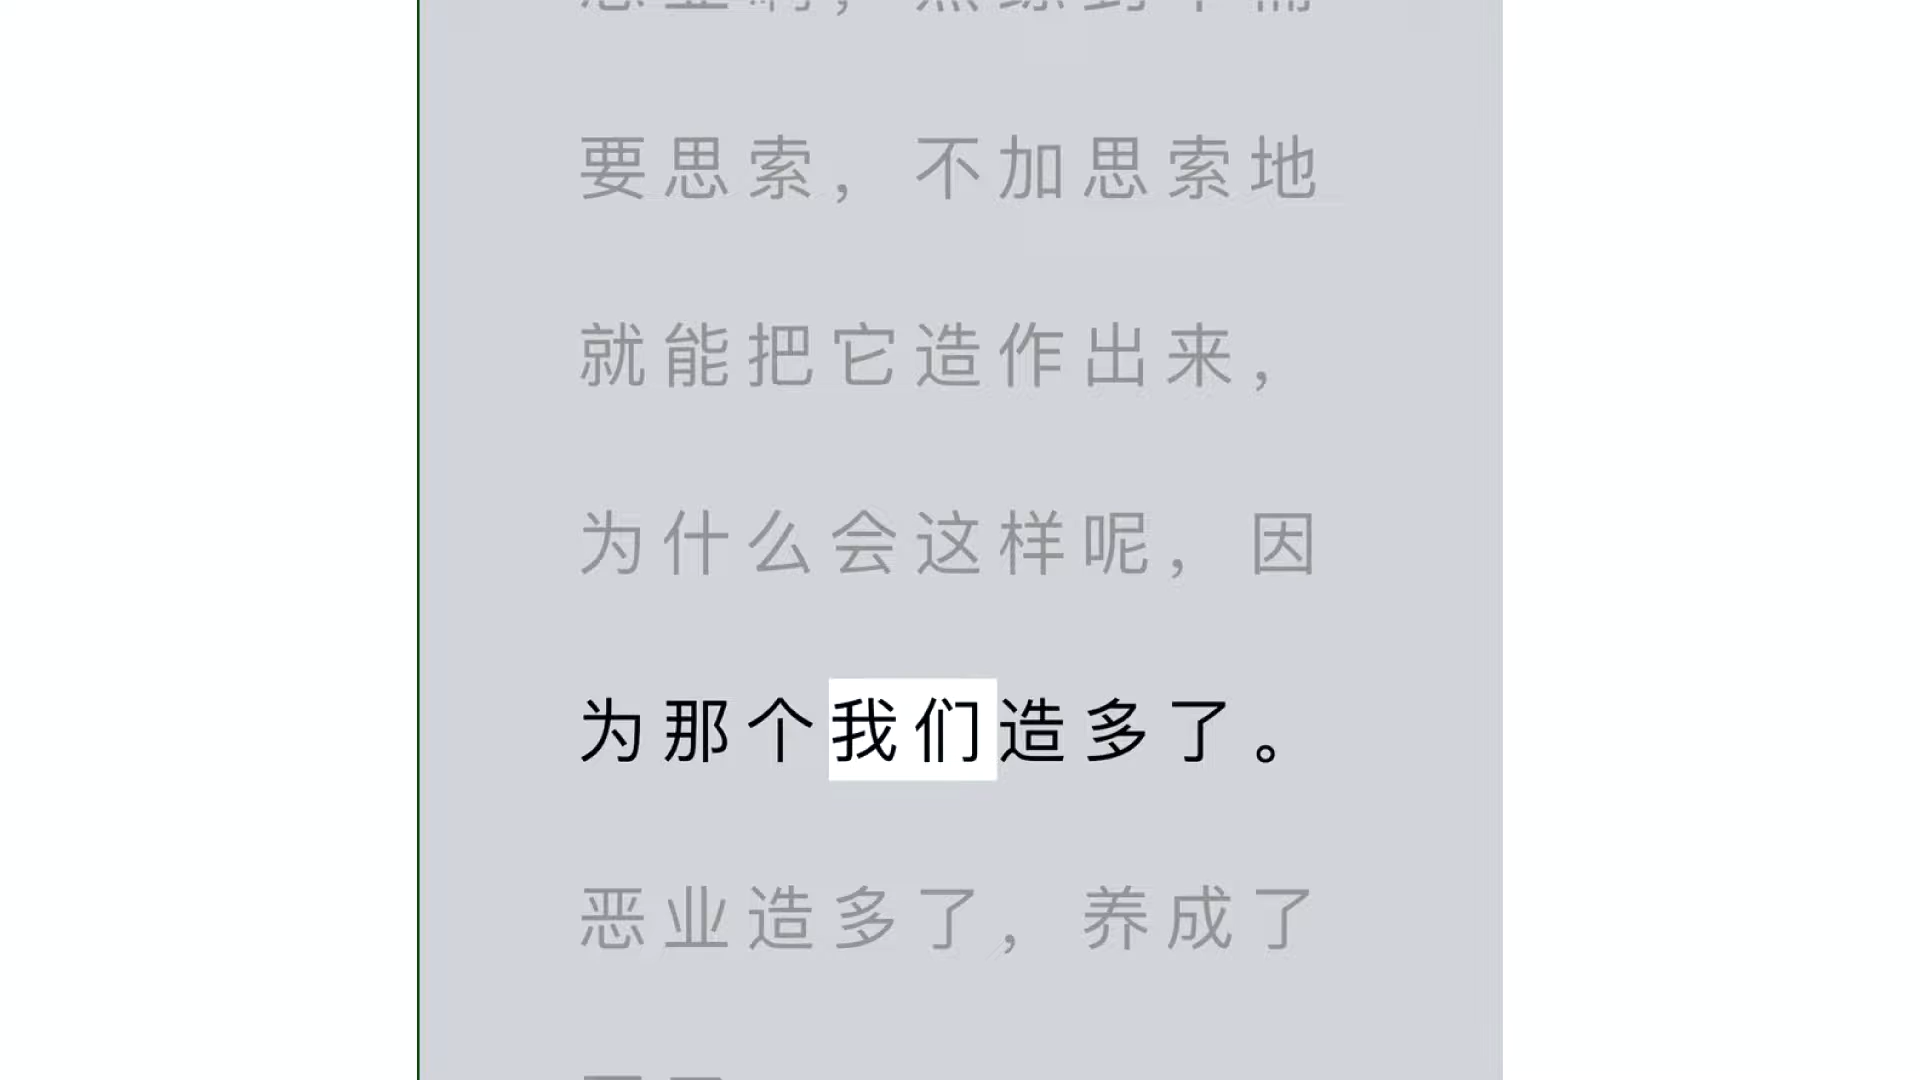 要思索，不加思索地
就能把它造作出来，
为什么会这样呢，因
为那个我们造多了。
恶业造多了，养成了